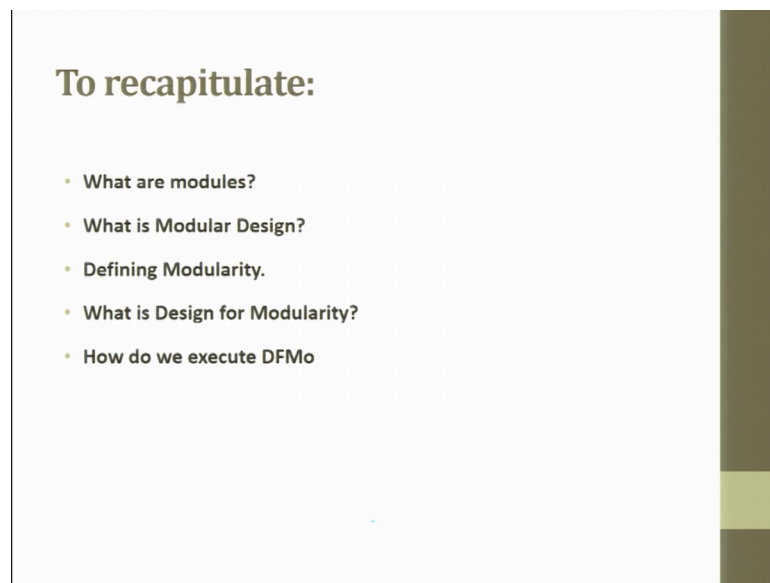 To recapitulate:
What are modules?
What is Modular Design?
Defining Modularity.
What is Design for Modularity?
How do we execute DFMo